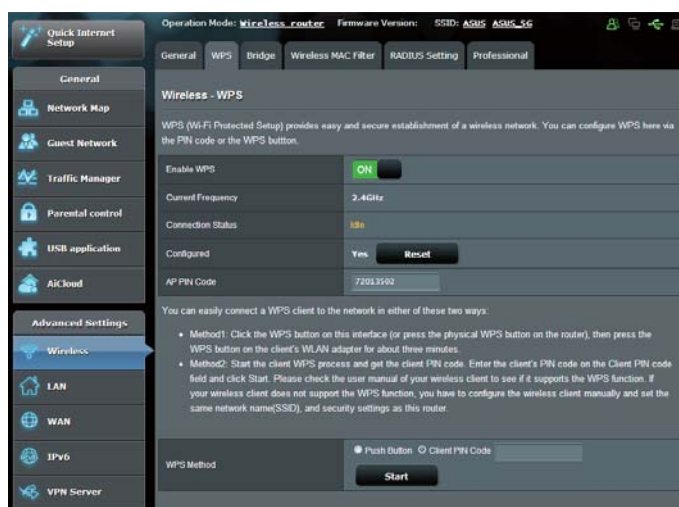 Quick Internet Setup
Operation Mode: Wireless router Firmware Version: SSID: ASUS ASUS_5G
General WPS Bridge Wireless MAC Filter RADIUS Setting Professional
General
Network Map
Guest Network
Traffic Manager
Parental control
USB application
AiCloud
Advanced Settings
Wireless
LAN
WAN
IPv6
VPN Server
Wireless - WPS
WPS (Wi-Fi Protected Setup) provides easy and secure establishment of a wireless network. You can configure WPS here via
the PIN code or the WPS buttton.
Enable WPS ON
Current Frequency 2.4GHz
Connection Status Idle
Configured Yes Reset
AP PIN Code 72013502
You can easily connect a WPS client to the network in either of these two ways:
• Method1: Click the WPS button on this interface (or press the physical WPS button on the router), then press the
WPS button on the client's WLAN adapter for about three minutes.
• Method2: Start the client WPS process and get the client PIN code. Enter the client's PIN code on the Client PIN code
field and click Start. Please check the user manual of your wireless client to see if it supports the WPS function. If
your wireless client does not support the WPS function, you have to configure the wireless client manually and set the
same network name(SSID), and security settings as this router.
WPS Method Push Button Client PIN Code
Start